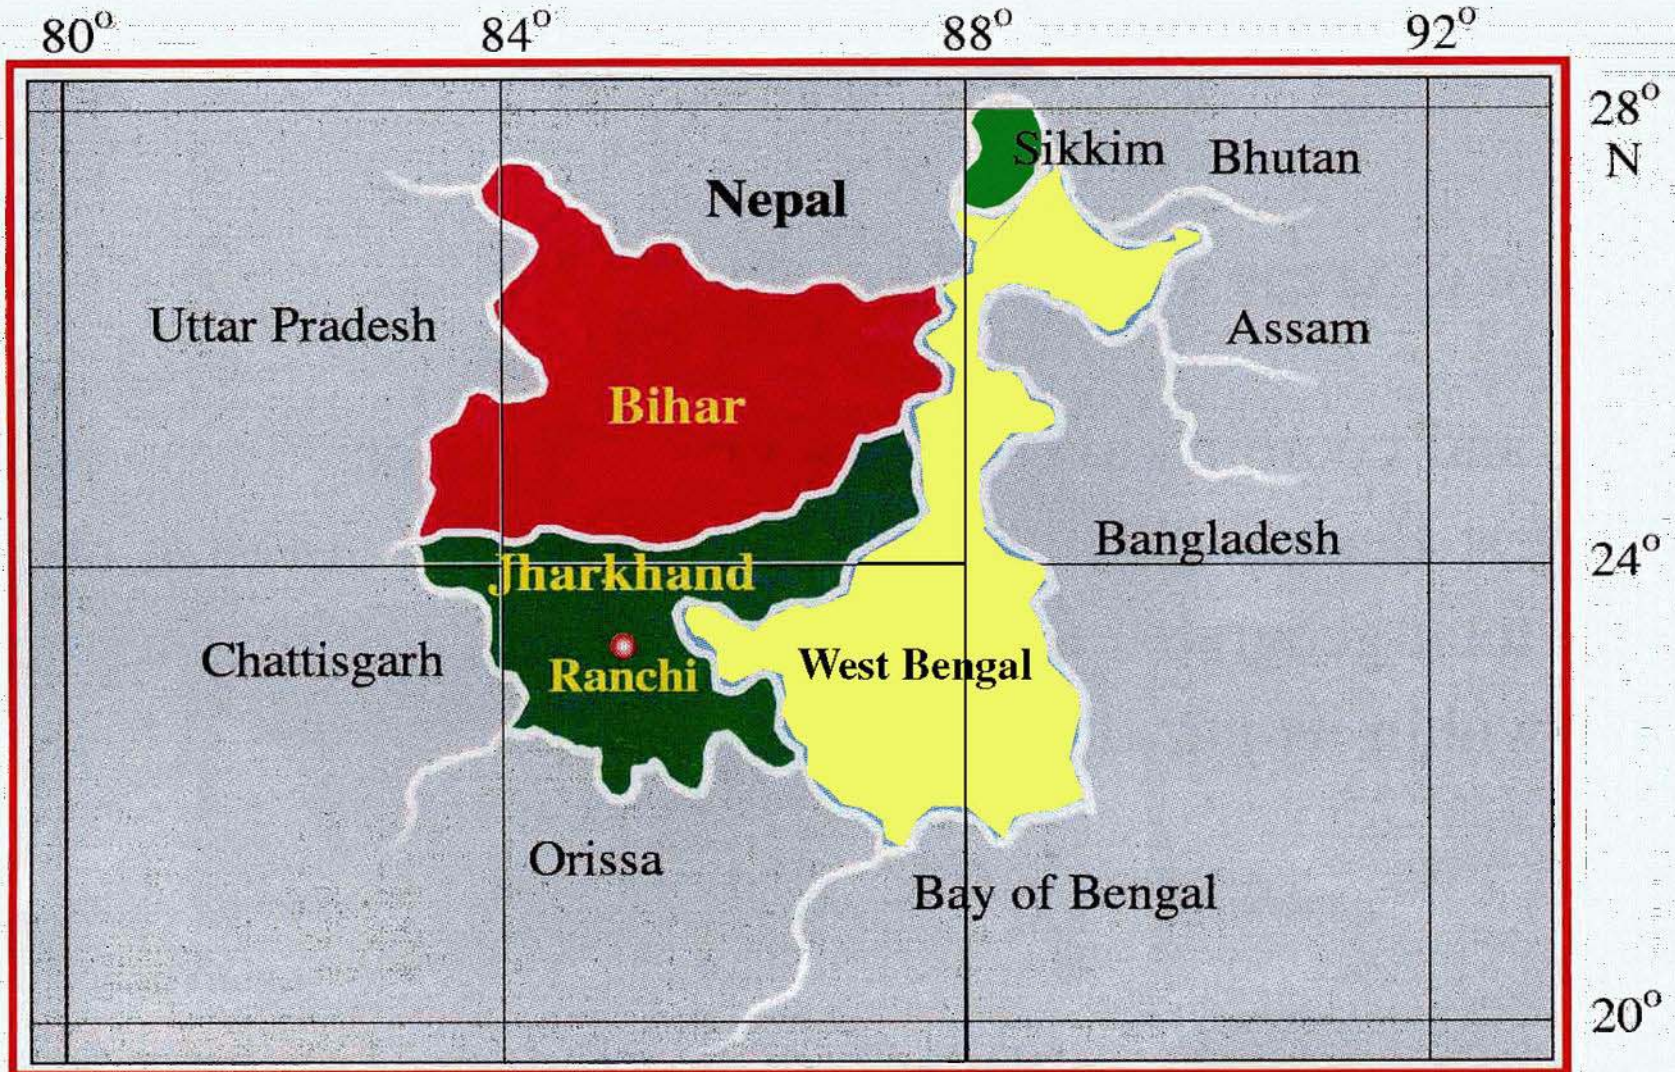 80° 84° 88° 92°
28°
N
Sikkim
Bhutan
Nepal
Uttar Pradesh
Assam
Bihar
Bangladesh
24°
Jharkhand
Chattisgarh
Ranchi
West Bengal
Orissa
Bay of Bengal
20°